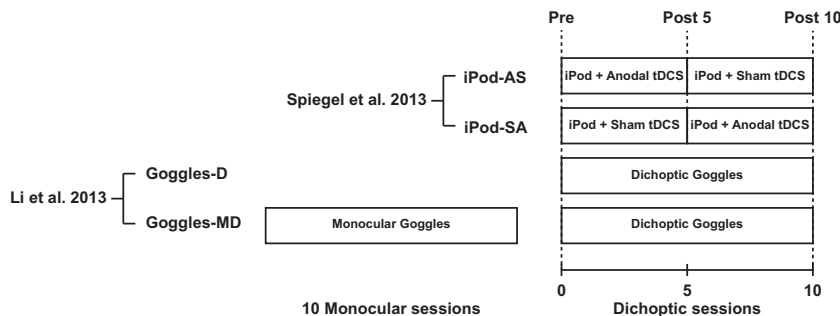 Pre Post 5 Post 10
iPod-AS iPod + Anodal tDCS iPod + Sham tDCS
Spiegel et al. 2013
iPod-SA iPod + Sham tDCS iPod + Anodal tDCS
Goggles-D Dichoptic Goggles
Li et al. 2013
Goggles-MD Monocular Goggles Dichoptic Goggles
0 5 10
10 Monocular sessions Dichoptic sessions